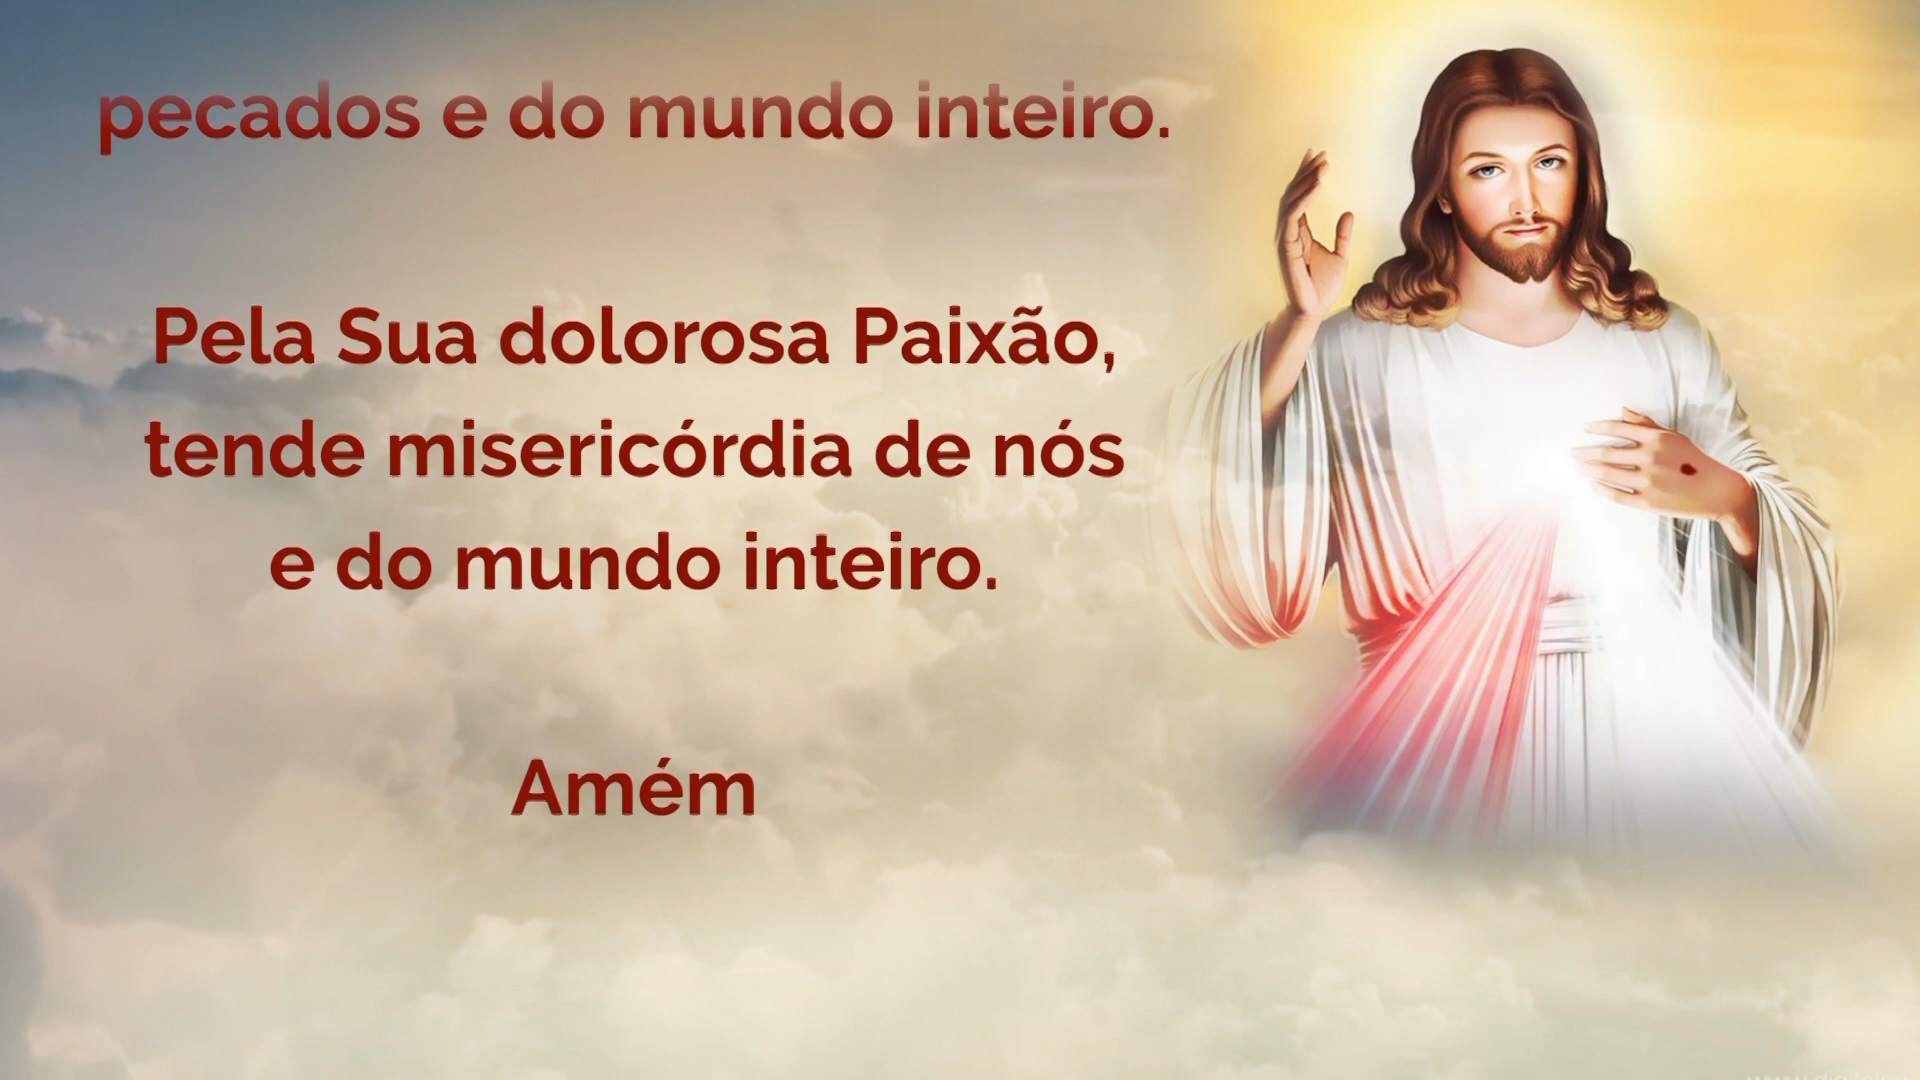 pecados e do mundo inteiro.
Pela Sua dolorosa Paixão,
tende misericórdia de nós
e do mundo inteiro.
Amém